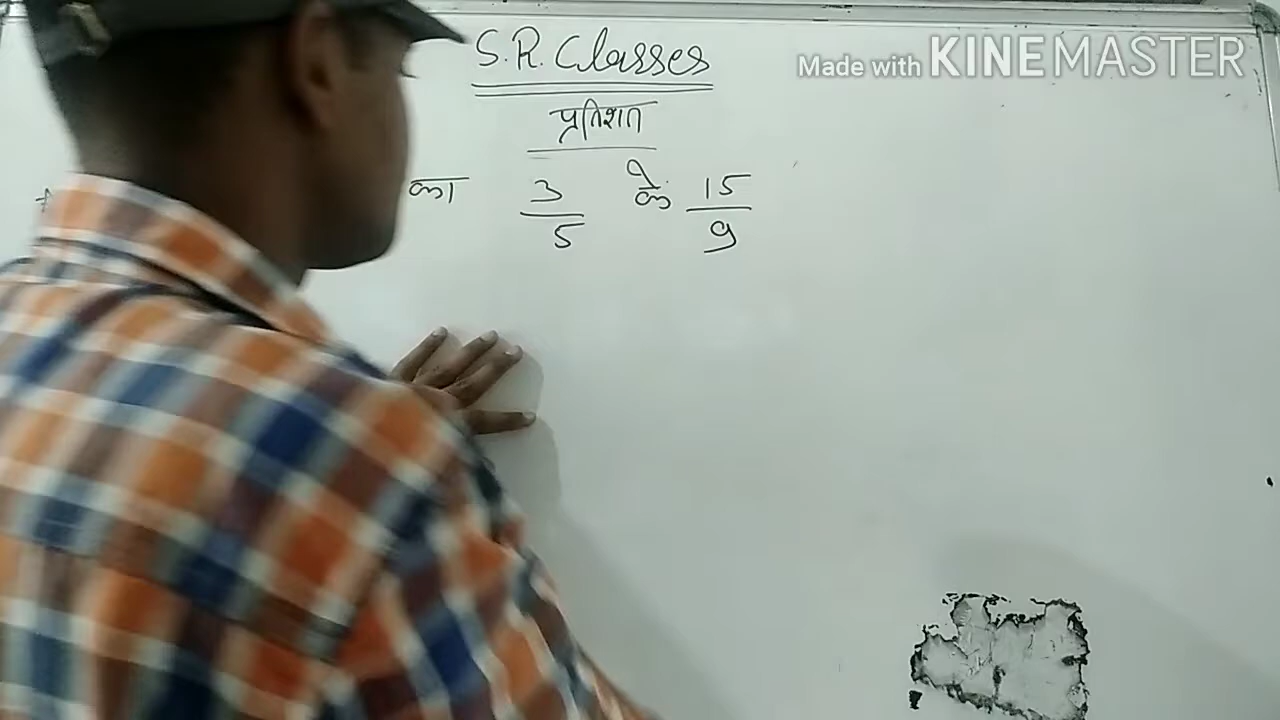 S.R. Classes
Made with KINEMASTER
प्रतिशत
का 3/5 के 15/9